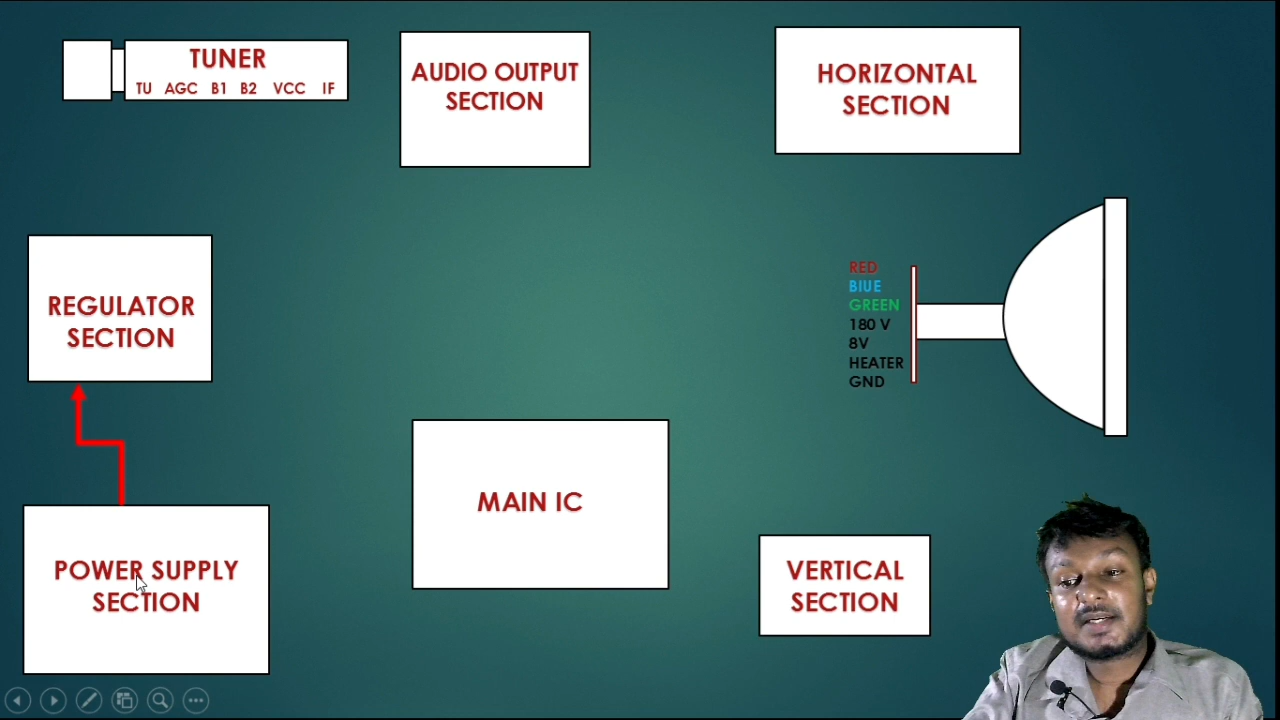 TUNER
TU AGC B1 B2 VCC IF
AUDIO OUTPUT
SECTION
HORIZONTAL
SECTION
REGULATOR
SECTION
RED
BIUE
GREEN
180 V
8V
HEATER
GND
MAIN IC
POWER SUPPLY
SECTION
VERTICAL
SECTION